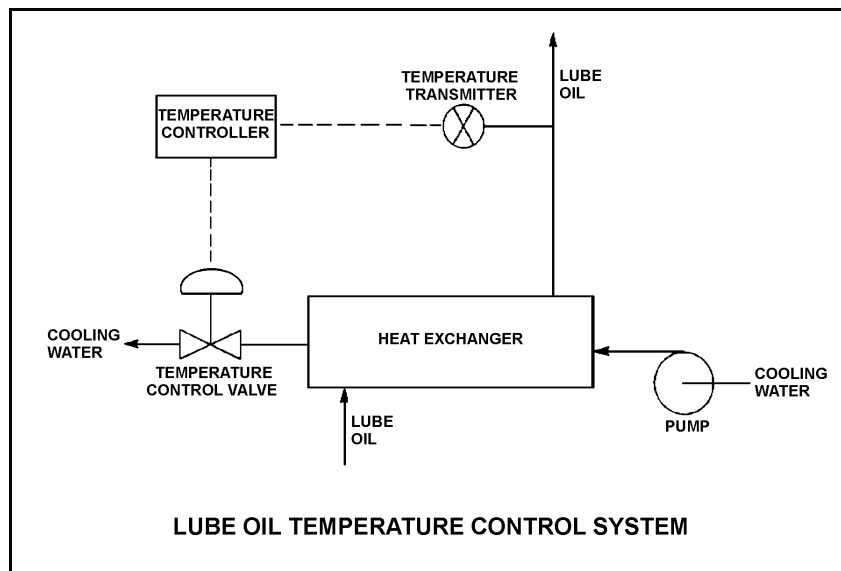 TEMPERATURE
TRANSMITTER
LUBE
OIL
TEMPERATURE
CONTROLLER
HEAT EXCHANGER
COOLING
WATER
TEMPERATURE
CONTROL VALVE
COOLING
WATER
PUMP
LUBE
OIL
LUBE OIL TEMPERATURE CONTROL SYSTEM